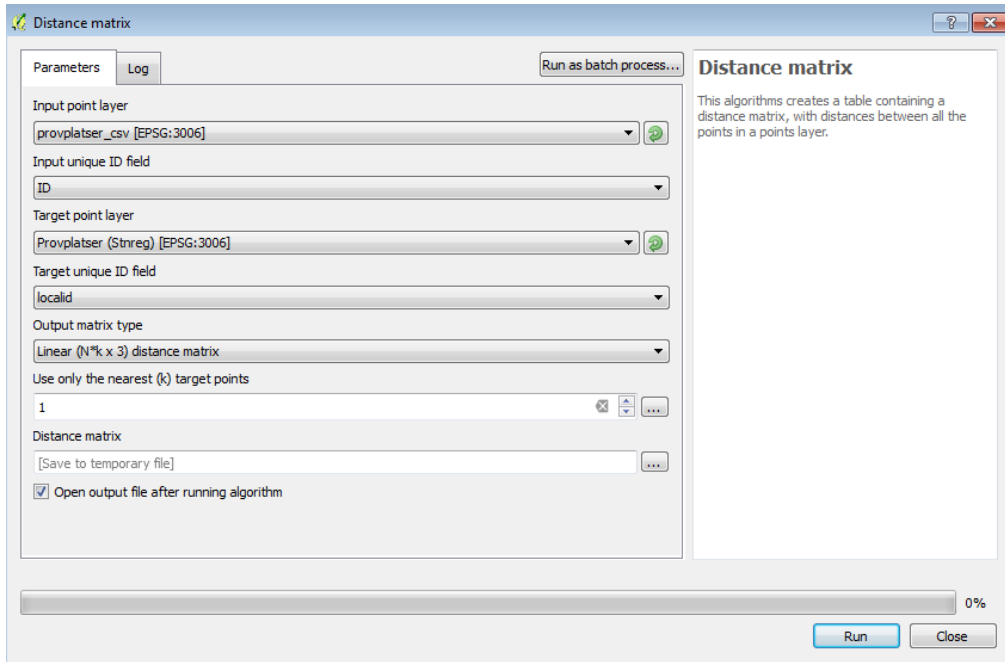 Distance matrix
Parameters
Log
Run as batch process...
Input point layer
provplatser_csv [EPSG:3006]
Input unique ID field
ID
Target point layer
Provplatser (Stnreg) [EPSG:3006]
Target unique ID field
localid
Output matrix type
Linear (N*k x 3) distance matrix
Use only the nearest (k) target points
1
...
Distance matrix
[Save to temporary file]
...
Open output file after running algorithm
Distance matrix
This algorithms creates a table containing a
distance matrix, with distances between all the
points in a points layer.
0%
Run
Close